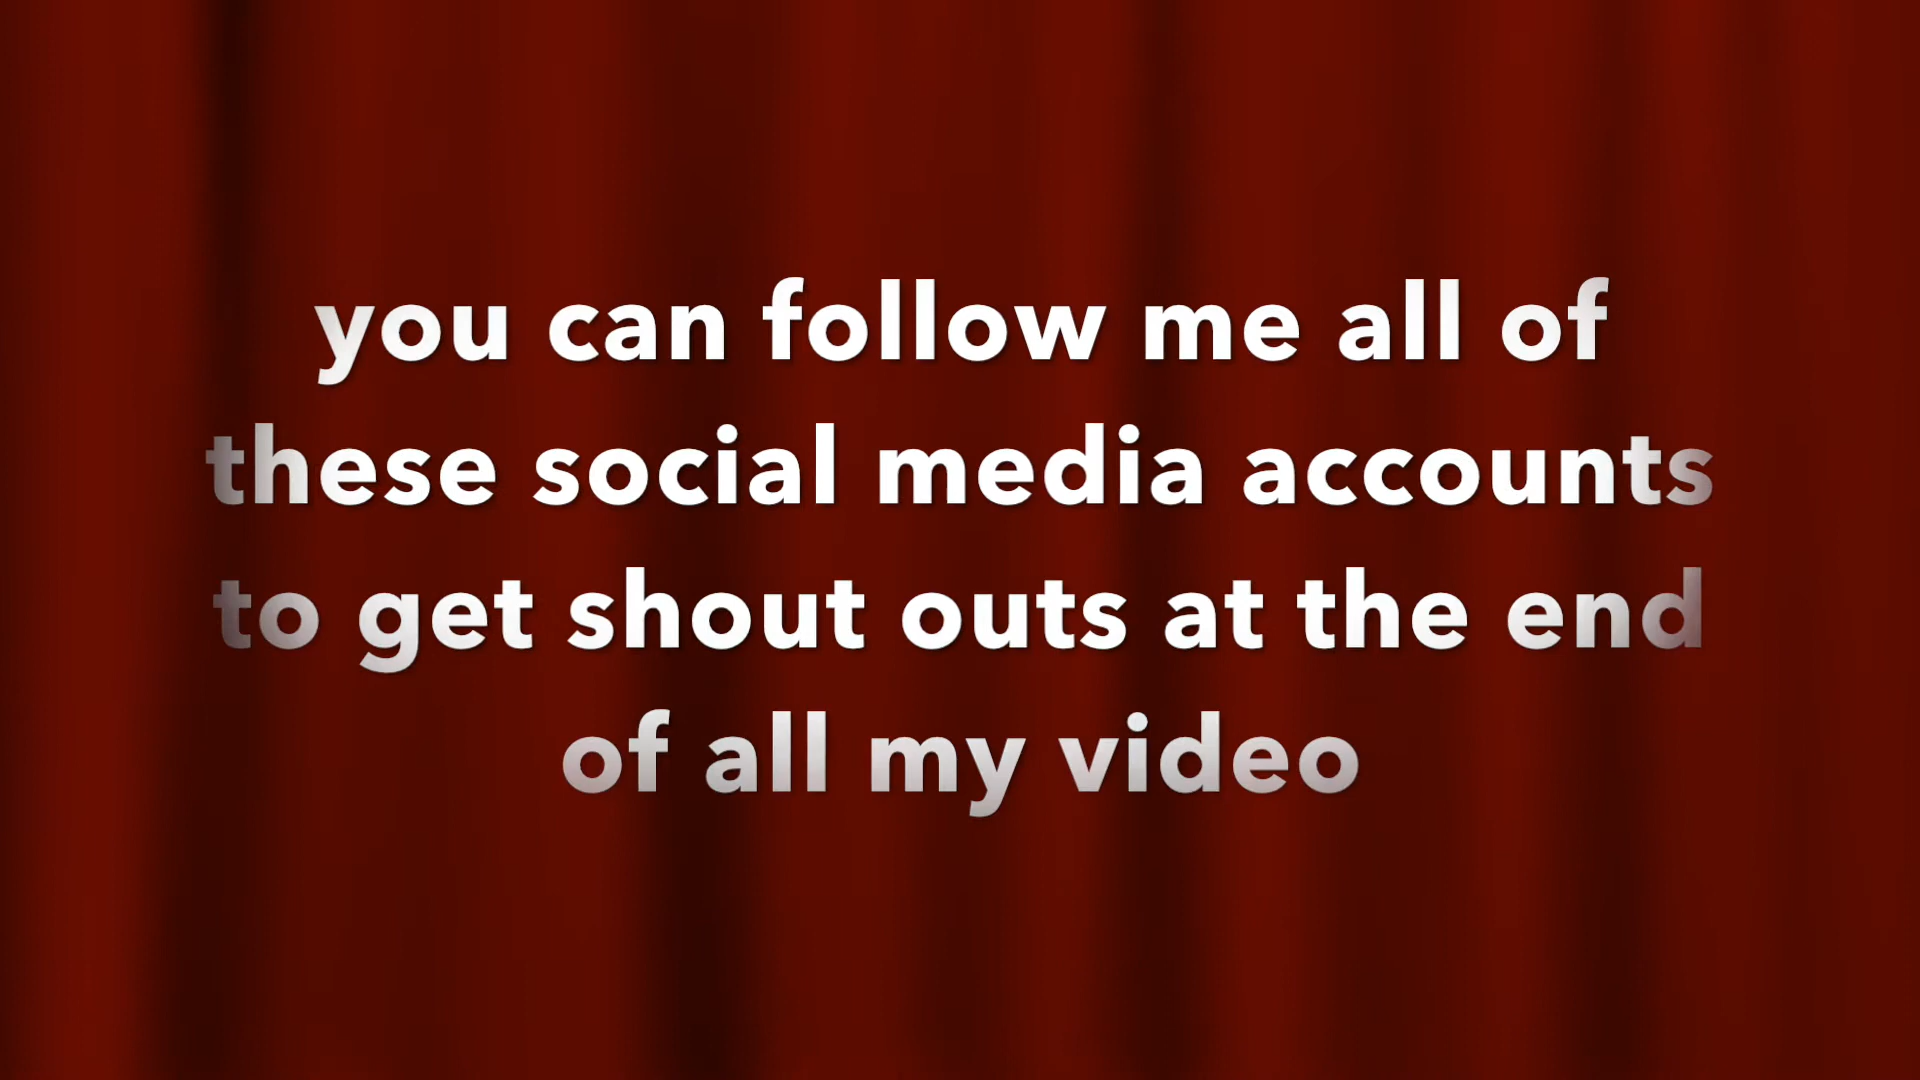 you can follow me all of
these social media accounts
to get shout outs at the end
of all my video